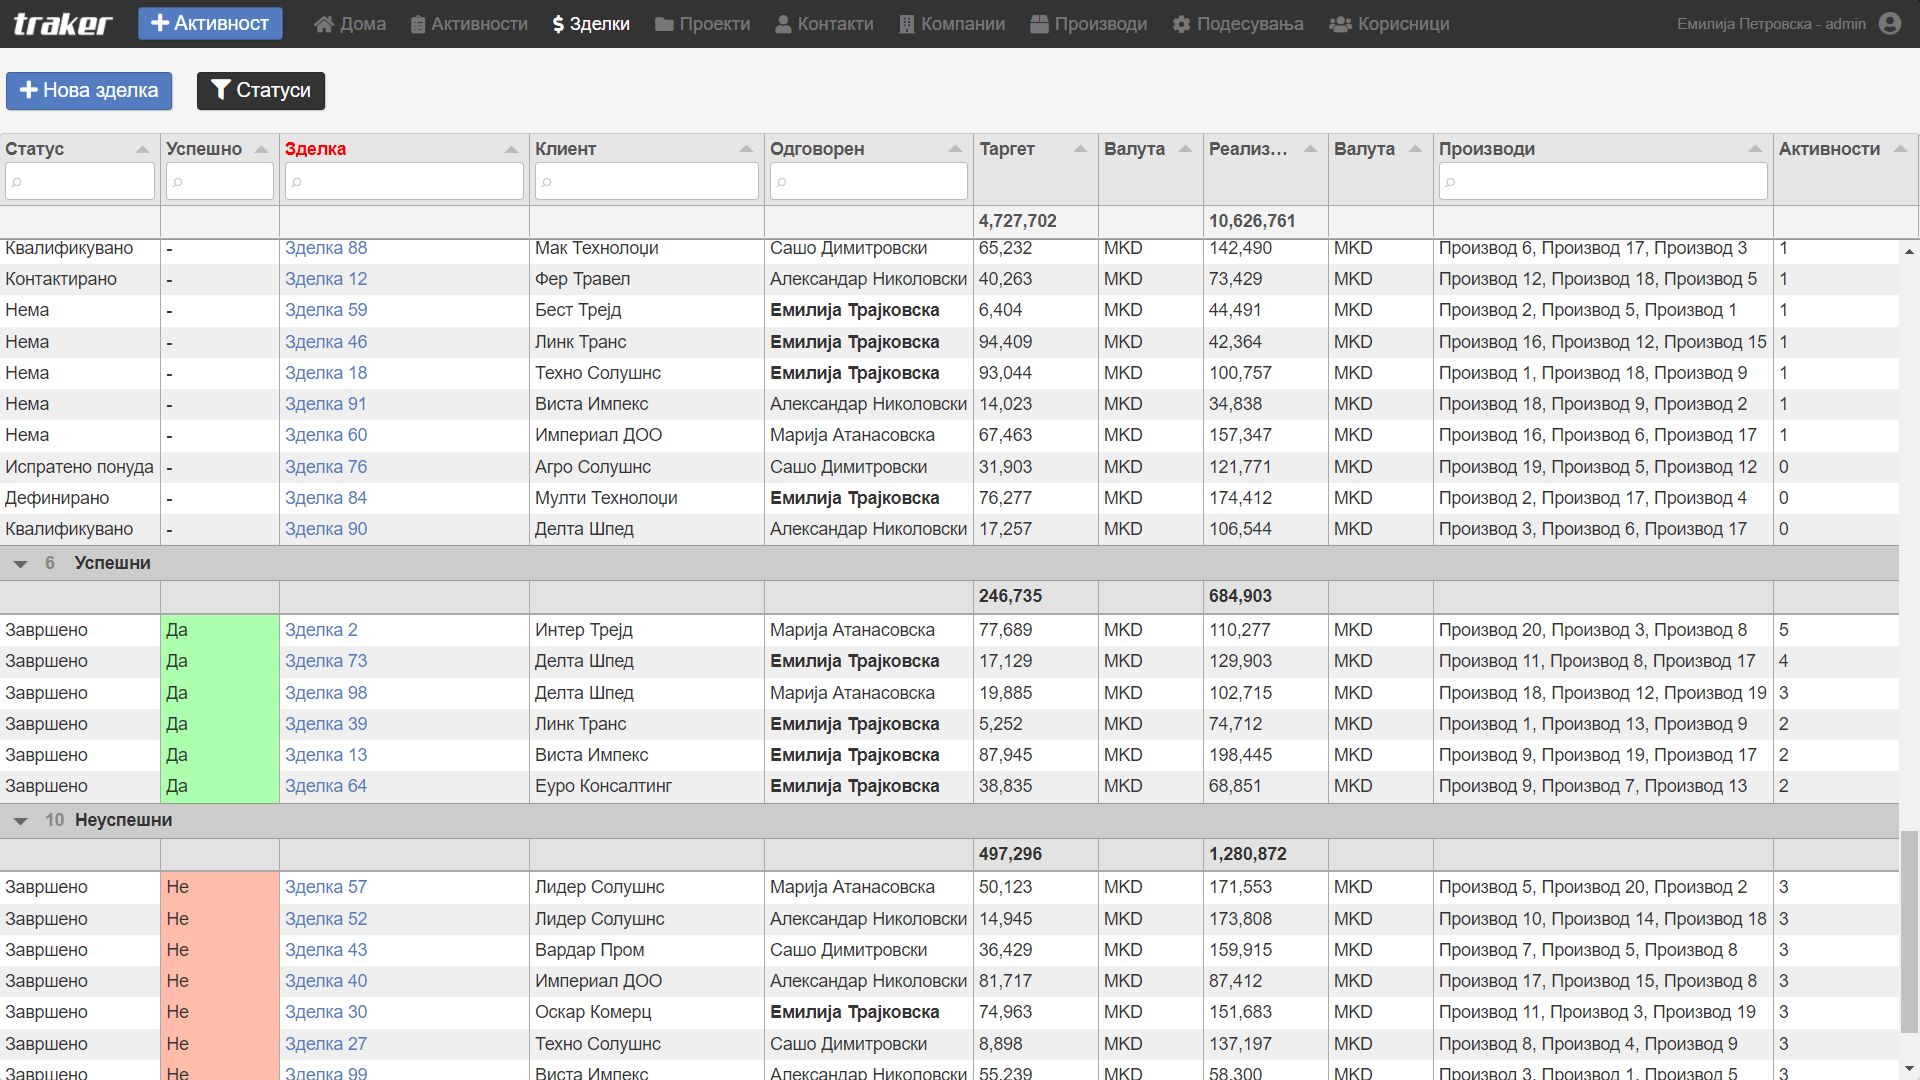 traker + Активност Дома Активности $ Зделки Проекти Контакти Компании Производи Подесувања Корисници Емилија Петровска - admin
+ Нова зделка Статуси
Статус Успешно Зделка Клиент Одговорен Таргет Валута Реализ... Валута Производи Активности
4,727,702 10,626,761
Квалификувано - Зделка 88 Мак Технолоџи Сашо Димитровски 65,232 MKD 142,490 MKD Производ 6, Производ 17, Производ 3 1
Контактирано - Зделка 12 Фер Травел Александар Николовски 40,263 MKD 73,429 MKD Производ 12, Производ 18, Производ 5 1
Нема - Зделка 59 Бест Трејд Емилија Трајковска 6,404 MKD 44,491 MKD Производ 2, Производ 5, Производ 1 1
Нема - Зделка 46 Линк Транс Емилија Трајковска 94,409 MKD 42,364 MKD Производ 16, Производ 12, Производ 15 1
Нема - Зделка 18 Техно Солушнс Емилија Трајковска 93,044 MKD 100,757 MKD Производ 1, Производ 18, Производ 9 1
Нема - Зделка 91 Виста Импекс Александар Николовски 14,023 MKD 34,838 MKD Производ 18, Производ 9, Производ 2 1
Нема - Зделка 60 Империал ДОО Марија Атанасовска 67,463 MKD 157,347 MKD Производ 16, Производ 6, Производ 17 1
Испратено понуда - Зделка 76 Агро Солушнс Сашо Димитровски 31,903 MKD 121,771 MKD Производ 19, Производ 5, Производ 12 0
Дефинирано - Зделка 84 Мулти Технолоџи Емилија Трајковска 76,277 MKD 174,412 MKD Производ 2, Производ 17, Производ 4 0
Квалификувано - Зделка 90 Делта Шпед Александар Николовски 17,257 MKD 106,544 MKD Производ 3, Производ 6, Производ 17 0
6 Успешни
246,735 684,903
Завршено Да Зделка 2 Интер Трејд Марија Атанасовска 77,689 MKD 110,277 MKD Производ 20, Производ 3, Производ 8 5
Завршено Да Зделка 73 Делта Шпед Емилија Трајковска 17,129 MKD 129,903 MKD Производ 11, Производ 8, Производ 17 4
Завршено Да Зделка 98 Делта Шпед Марија Атанасовска 19,885 MKD 102,715 MKD Производ 18, Производ 12, Производ 19 3
Завршено Да Зделка 39 Линк Транс Емилија Трајковска 5,252 MKD 74,712 MKD Производ 1, Производ 13, Производ 9 2
Завршено Да Зделка 13 Виста Импекс Емилија Трајковска 87,945 MKD 198,445 MKD Производ 9, Производ 19, Производ 17 2
Завршено Да Зделка 64 Еуро Консалтинг Емилија Трајковска 38,835 MKD 68,851 MKD Производ 9, Производ 7, Производ 13 2
10 Неуспешни
497,296 1,280,872
Завршено Не Зделка 57 Лидер Солушнс Марија Атанасовска 50,123 MKD 171,553 MKD Производ 5, Производ 20, Производ 2 3
Завршено Не Зделка 52 Лидер Солушнс Александар Николовски 14,945 MKD 173,808 MKD Производ 10, Производ 14, Производ 18 3
Завршено Не Зделка 43 Вардар Пром Сашо Димитровски 36,429 MKD 159,915 MKD Производ 7, Производ 5, Производ 8 3
Завршено Не Зделка 40 Империал ДОО Александар Николовски 81,717 MKD 87,412 MKD Производ 17, Производ 15, Производ 8 3
Завршено Не Зделка 30 Оскар Комерц Емилија Трајковска 74,963 MKD 151,683 MKD Производ 11, Производ 3, Производ 19 3
Завршено Не Зделка 27 Техно Солушнс Сашо Димитровски 8,898 MKD 137,197 MKD Производ 8, Производ 4, Производ 9 3
Завршено Не Зделка 99 Виста Импекс Александар Николовски 55,239 MKD 58,300 MKD Производ 3, Производ 1, Производ 5 3